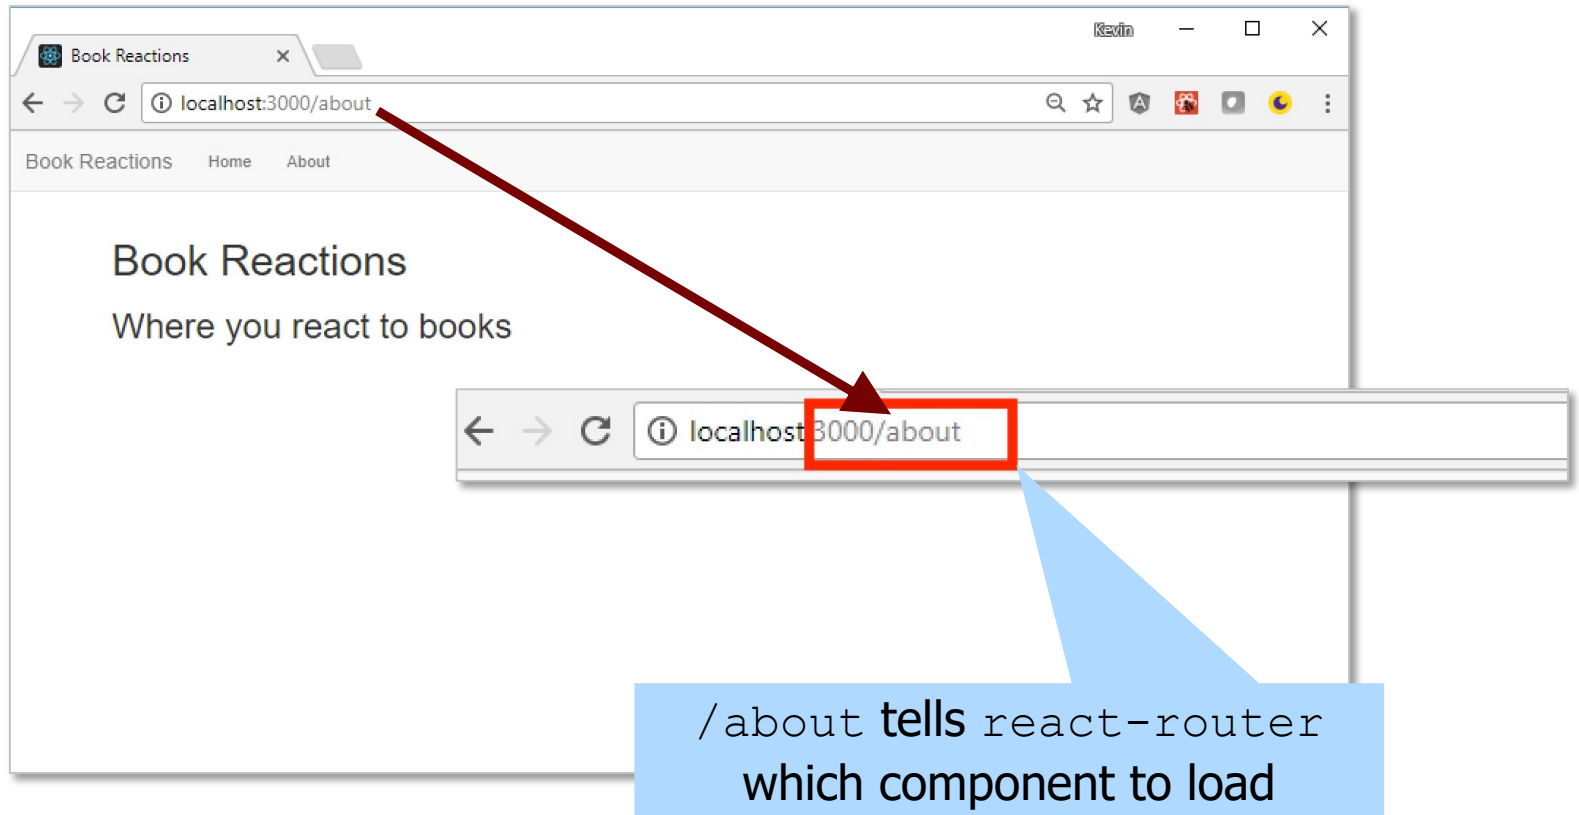 Kevin
Book Reactions
localhost:3000/about
Book Reactions Home About
Book Reactions
Where you react to books
localhost:3000/about
/about tells react-router
which component to load